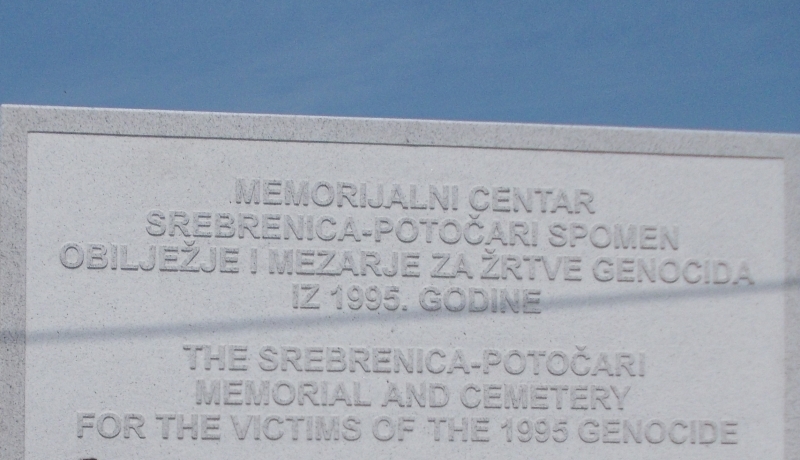 MEMORIJALNI CENTAR
SREBRENICA-POTOČARI SPOMEN
OBILJEŽJE I MEZARJE ZA ŽRTVE GENOCIDA
IZ 1995. GODINE
THE SREBRENICA-POTOČARI
MEMORIAL AND CEMETERY
FOR THE VICTIMS OF THE 1995 GENOCIDE